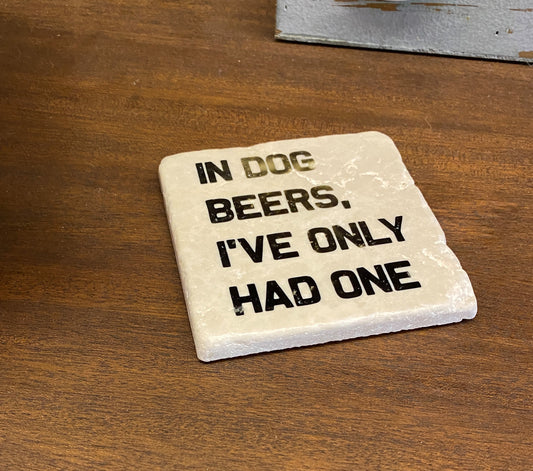 IN DOG
BEERS,
I'VE ONLY
HAD ONE